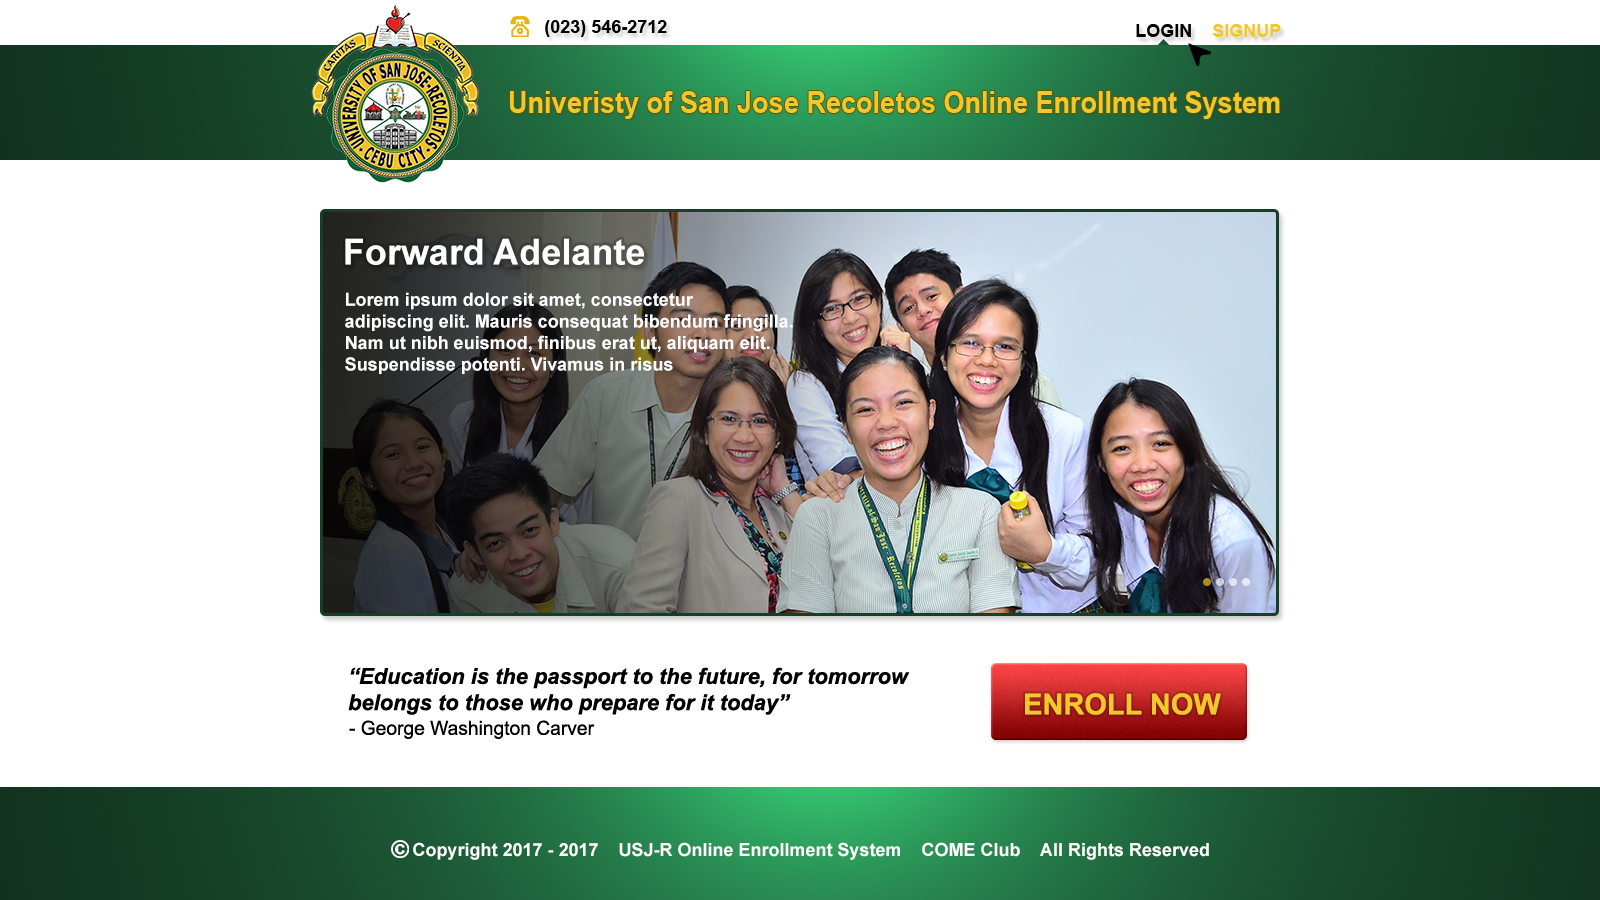 (023) 546-2712
LOGIN SIGNUP
CARITAS SCIENTIA
UNIVERSITY OF SAN JOSE-RECOLETOS
· CEBU CITY ·
Univeristy of San Jose Recoletos Online Enrollment System
Forward Adelante
Lorem ipsum dolor sit amet, consectetur
adipiscing elit. Mauris consequat bibendum fringilla.
Nam ut nibh euismod, finibus erat ut, aliquam elit.
Suspendisse potenti. Vivamus in risus
of San Jose - Recoletos
“Education is the passport to the future, for tomorrow
belongs to those who prepare for it today”
- George Washington Carver
ENROLL NOW
© Copyright 2017 - 2017 USJ-R Online Enrollment System COME Club All Rights Reserved